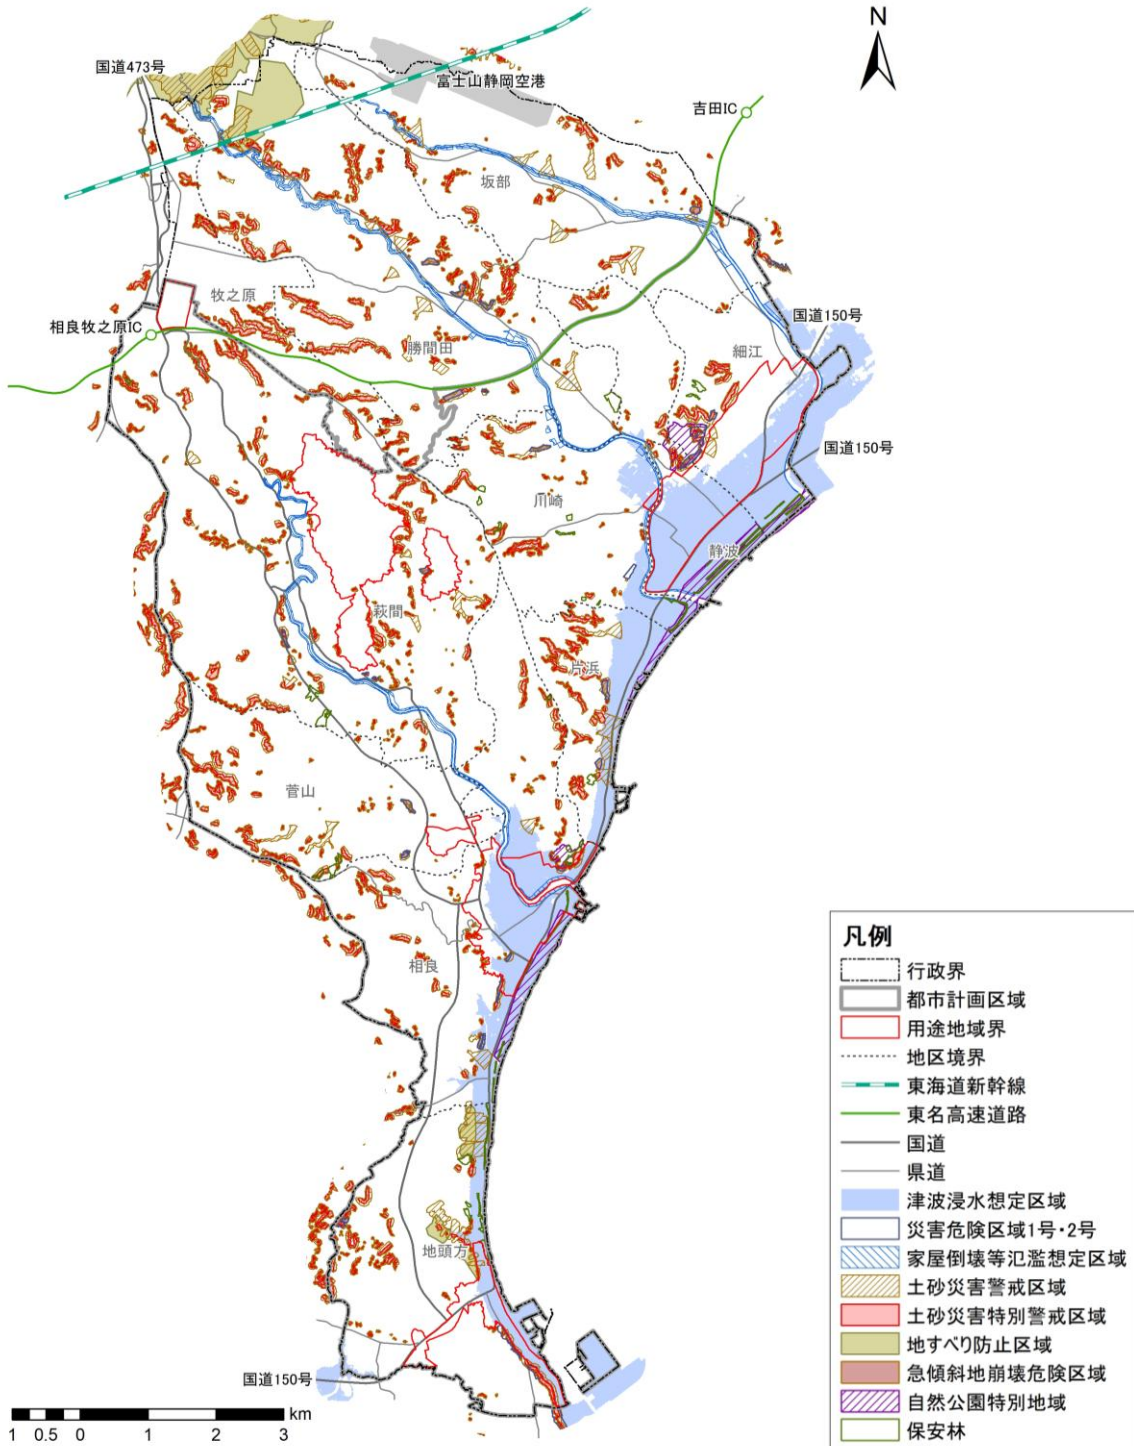 N
国道473号
富士山静岡空港
吉田IC
坂部
牧之原
国道150号
相良牧之原IC
勝間田
細江
国道150号
川崎
静波
萩間
片浜
菅山
相良
地頭方
国道150号
km
1 0.5 0 1 2 3
凡例
行政界
都市計画区域
用途地域界
地区境界
東海道新幹線
東名高速道路
国道
県道
津波浸水想定区域
災害危険区域1号・2号
家屋倒壊等氾濫想定区域
土砂災害警戒区域
土砂災害特別警戒区域
地すべり防止区域
急傾斜地崩壊危険区域
自然公園特別地域
保安林